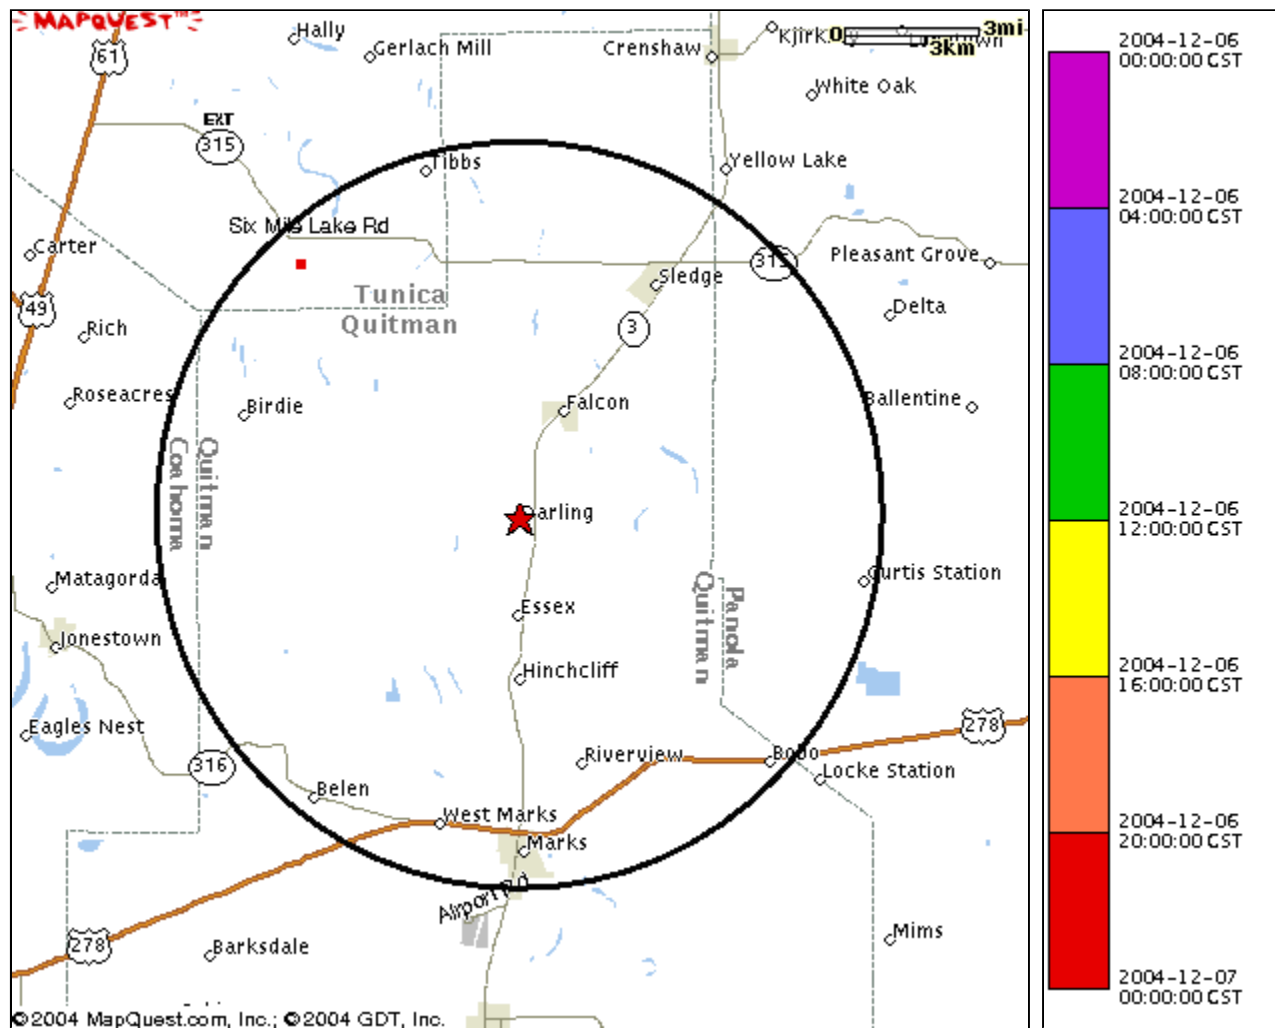 MAPQUEST™
Hally
61
Gerlach Mill
Crenshaw
0
3mi
3km
White Oak
EXT
315
Tibbs
Yellow Lake
Six Mile Lake Rd
Carter
315
Pleasant Grove
Sledge
Tunica
Quitman
49
Rich
3
Delta
Roseacres
Birdie
Falcon
Ballentine
Quitman
Coahoma
Darling
Matagorda
Curtis Station
Quitman
Panola
Essex
Jonestown
Hinchcliff
Eagles Nest
278
316
Riverview
Bobo
Locke Station
Belen
West Marks
Marks
Airport Rd
278
Barksdale
Mims
©2004 MapQuest.com, Inc.; ©2004 GDT, Inc.
2004-12-06
00:00:00 CST
2004-12-06
04:00:00 CST
2004-12-06
08:00:00 CST
2004-12-06
12:00:00 CST
2004-12-06
16:00:00 CST
2004-12-06
20:00:00 CST
2004-12-07
00:00:00 CST